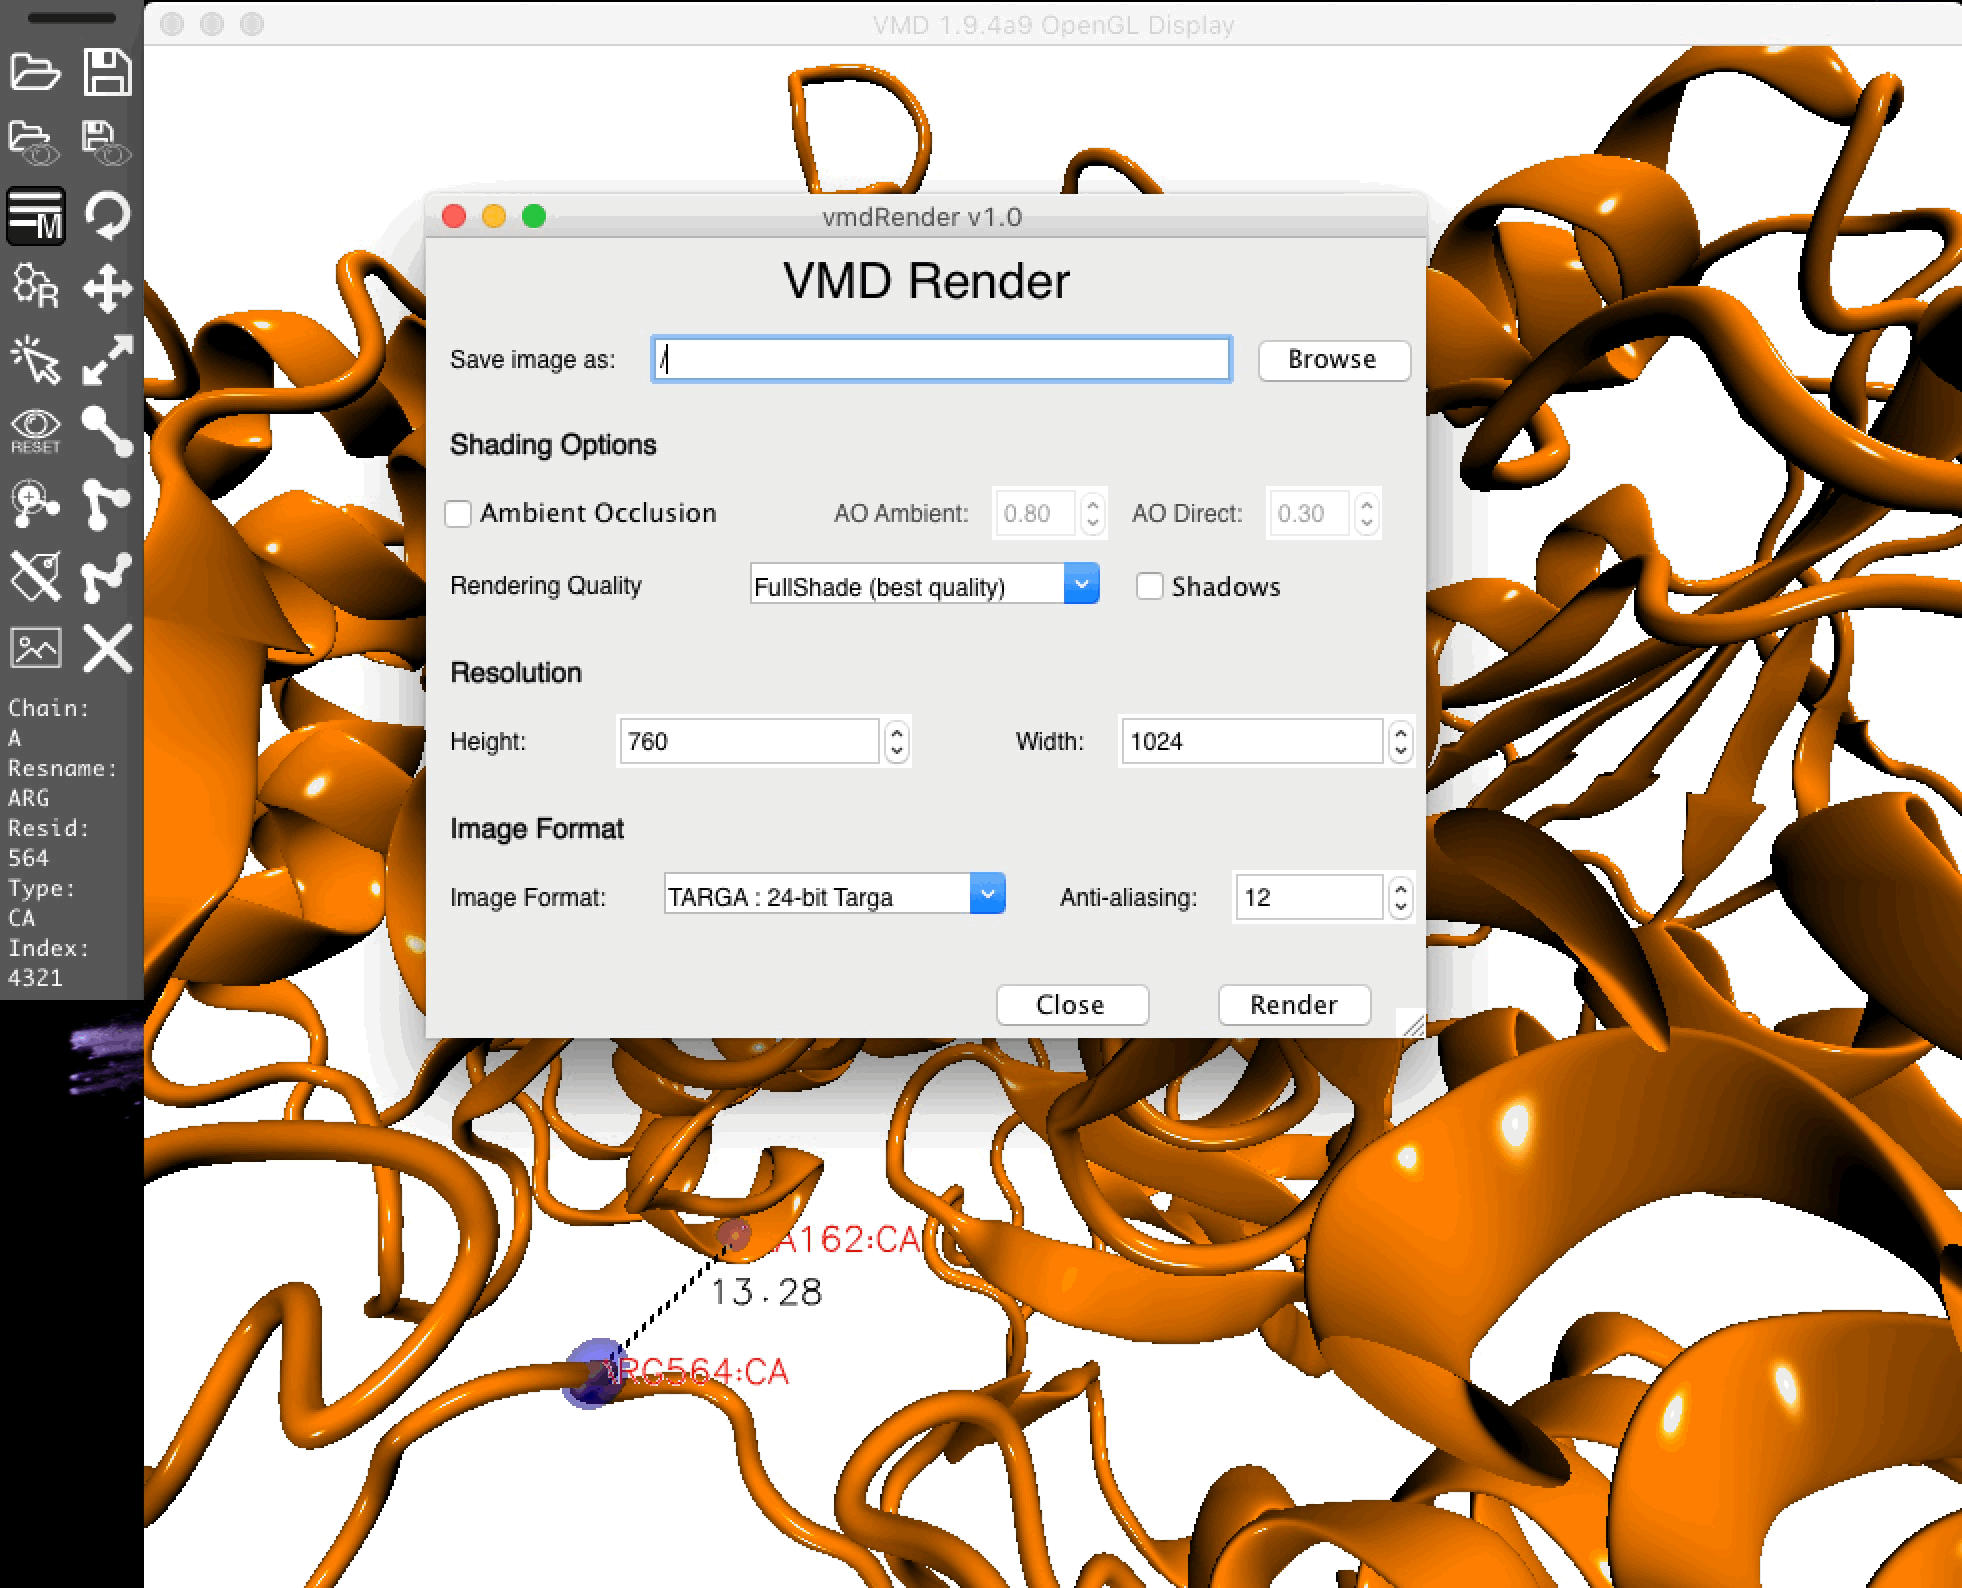 VMD 1.9.4a9 OpenGL Display
M
R
RESET
Chain:
A
Resname:
ARG
Resid:
564
Type:
CA
Index:
4321
vmdRender v1.0
VMD Render
Save image as: / Browse
Shading Options
Ambient Occlusion AO Ambient: 0.80 AO Direct: 0.30
Rendering Quality FullShade (best quality) Shadows
Resolution
Height: 760 Width: 1024
Image Format
Image Format: TARGA : 24-bit Targa Anti-aliasing: 12
Close Render
A162:CA
13.28
ARG564:CA